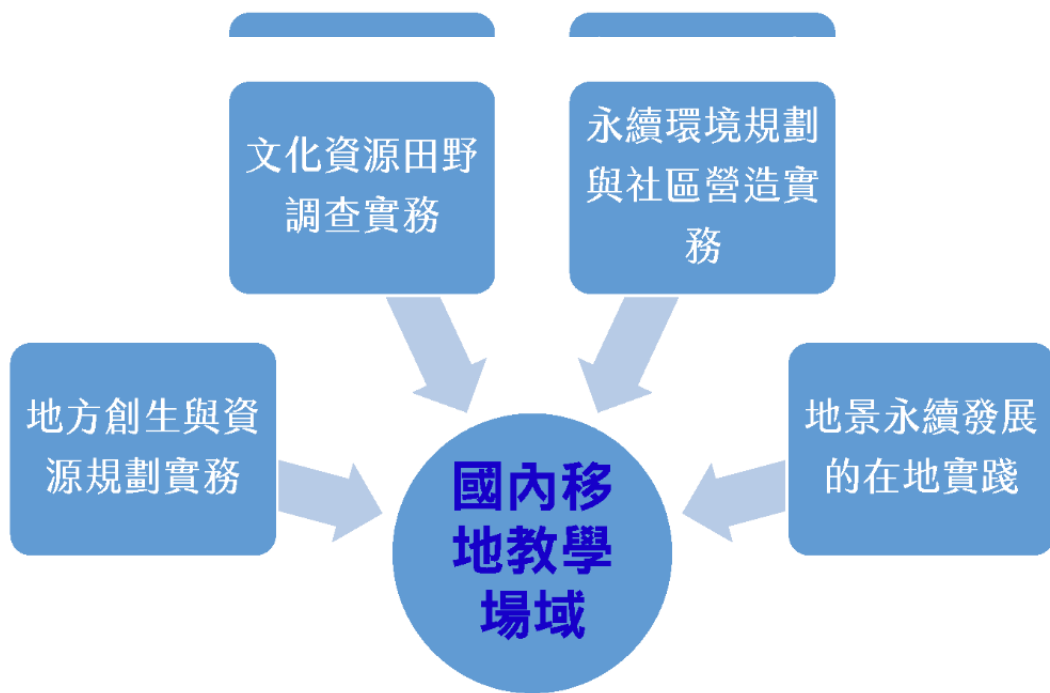 文化資源田野
調查實務
永續環境規劃
與社區營造實
務
地方創生與資
源規劃實務
國內移
地教學
場域
地景永續發展
的在地實踐